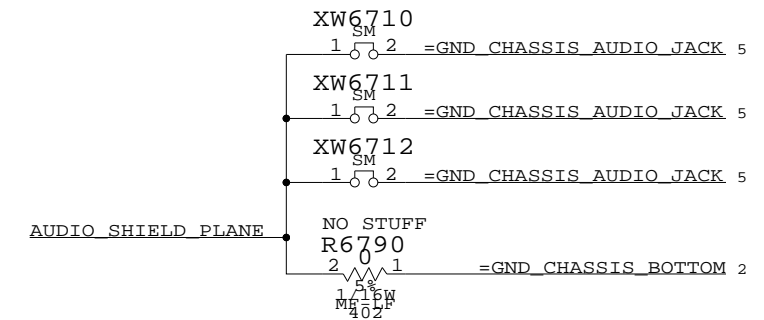 XW6710
SM
1 2 =GND_CHASSIS_AUDIO_JACK 5
XW6711
SM
1 2 =GND_CHASSIS_AUDIO_JACK 5
XW6712
SM
1 2 =GND_CHASSIS_AUDIO_JACK 5
AUDIO_SHIELD_PLANE
NO STUFF
R6790
0
2 1 =GND_CHASSIS_BOTTOM 2
5%
1/16W
MF-LF
402